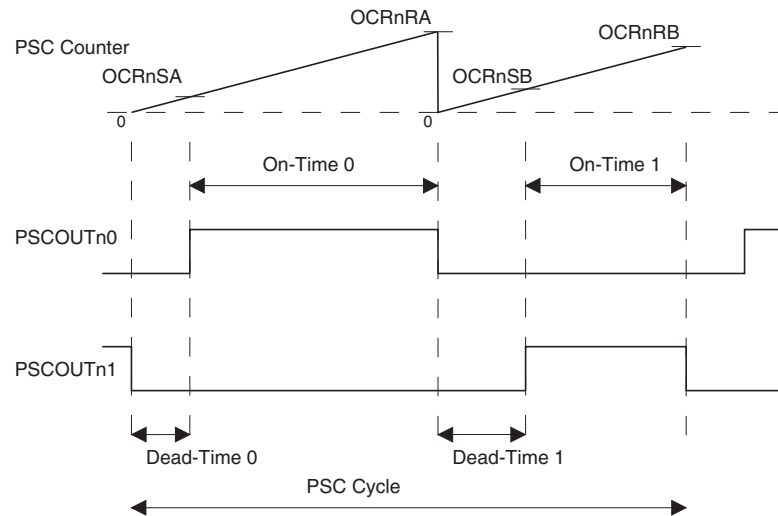 OCRnRA
OCRnRB
PSC Counter
OCRnSA
OCRnSB
0
0
On-Time 0
On-Time 1
PSCOUTn0
PSCOUTn1
Dead-Time 0
Dead-Time 1
PSC Cycle